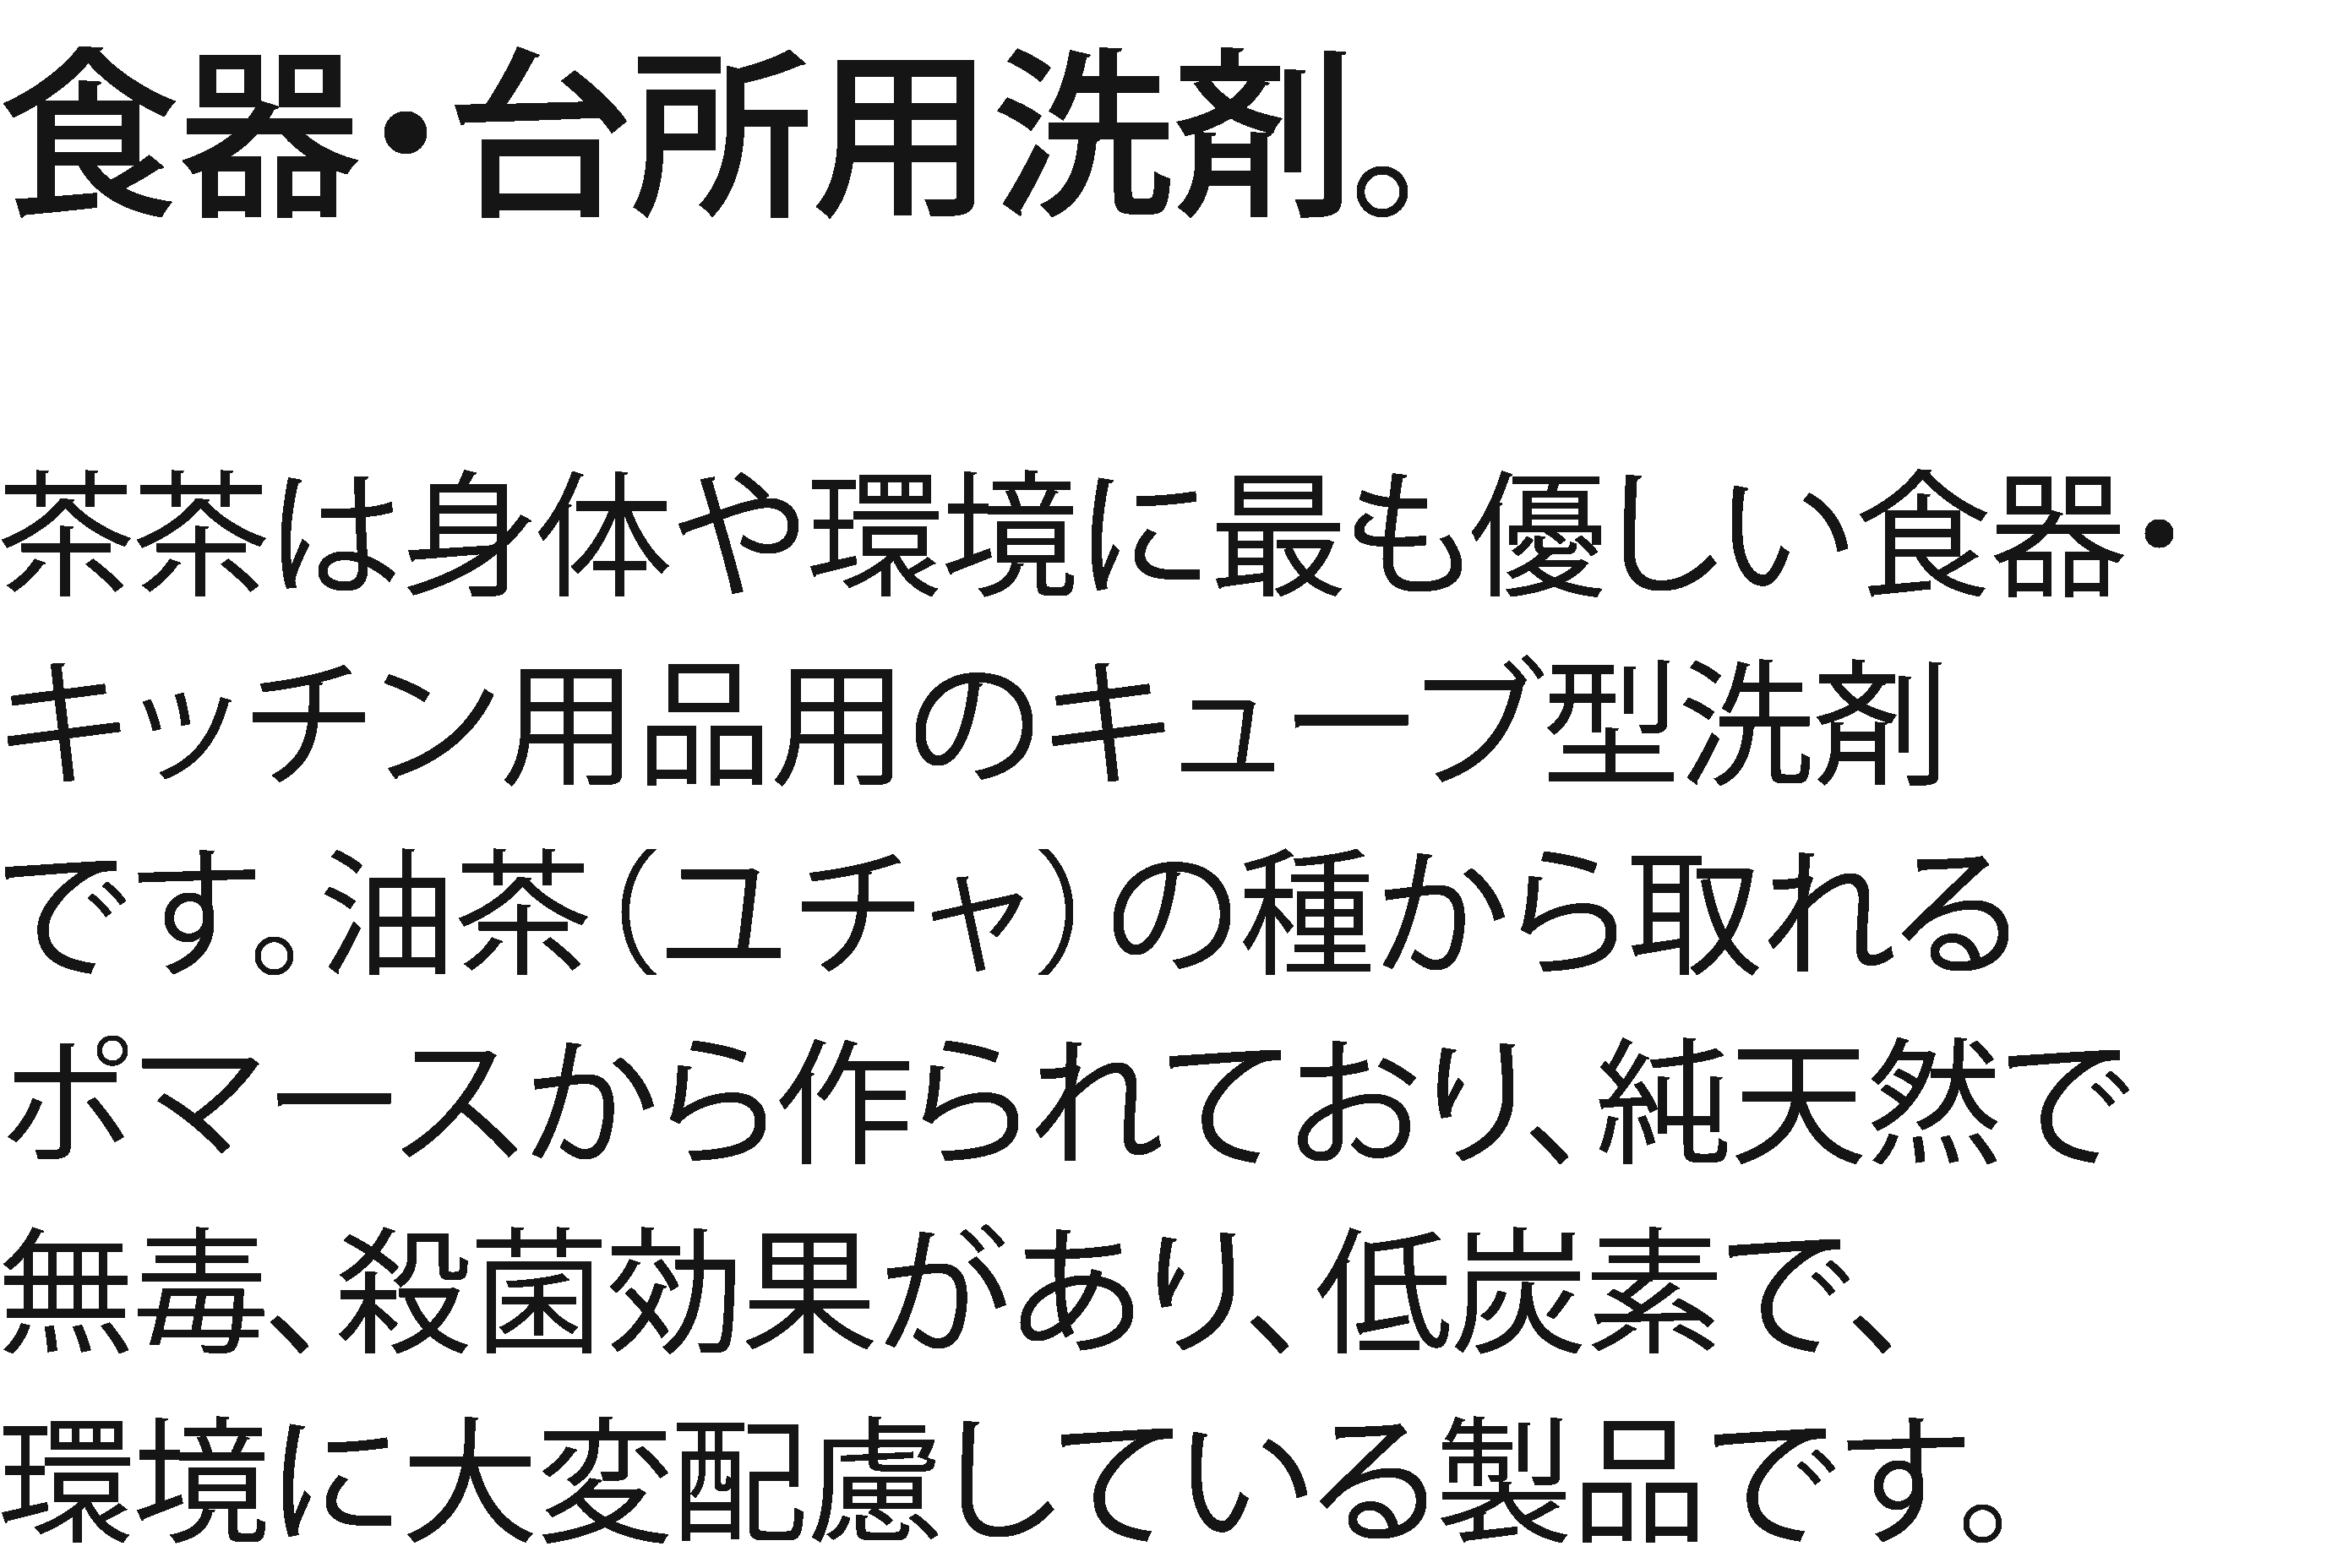 食器・台所用洗剤。
茶茶は身体や環境に最も優しい食器・
キッチン用品用のキューブ型洗剤
です。油茶（ユチャ）の種から取れる
ポマースから作られており、純天然で
無毒、殺菌効果があり、低炭素で、
環境に大変配慮している製品です。